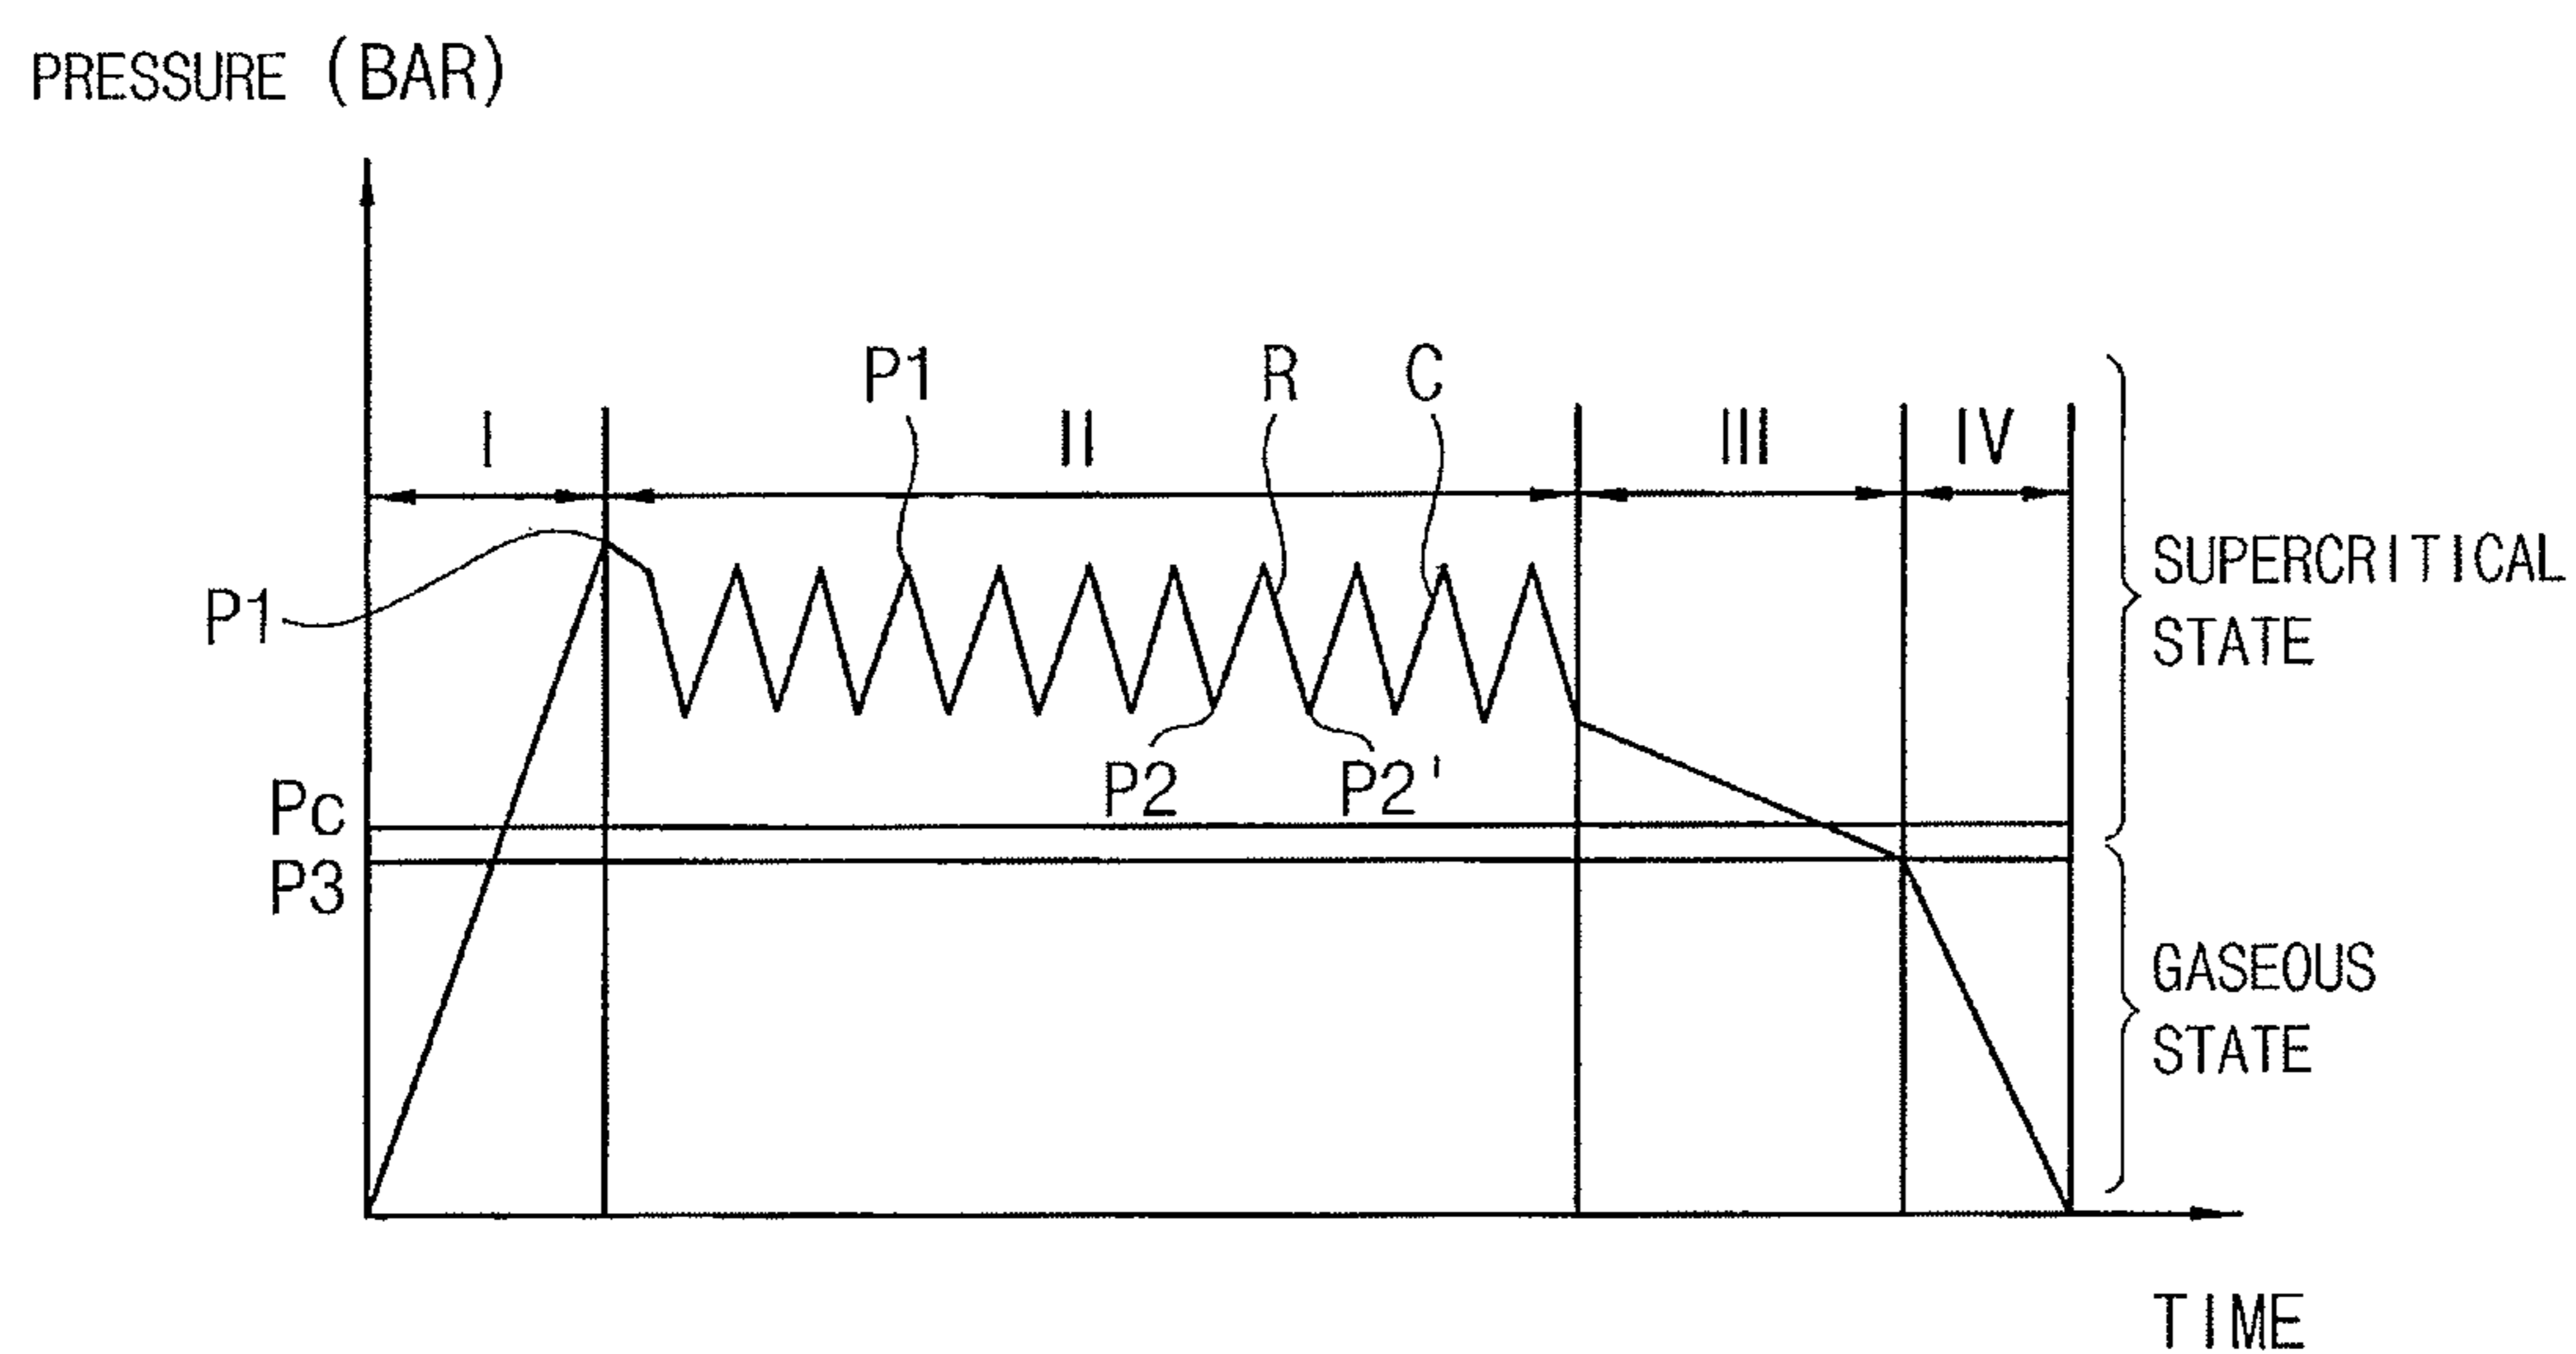 PRESSURE (BAR)
P1
R
C
I
II
III
IV
P1
SUPERCRITICAL
STATE
P2
P2'
Pc
P3
GASEOUS
STATE
TIME